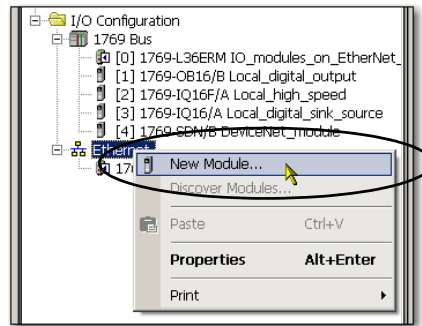 I/O Configuration
1769 Bus
[0] 1769-L36ERM IO_modules_on_EtherNet_
[1] 1769-OB16/B Local_digital_output
[2] 1769-IQ16F/A Local_high_speed
[3] 1769-IQ16/A Local_digital_sink_source
[4] 1769-SDN/B DeviceNet_module
Ethernet
New Module...
Discover Modules...
Paste Ctrl+V
Properties Alt+Enter
Print